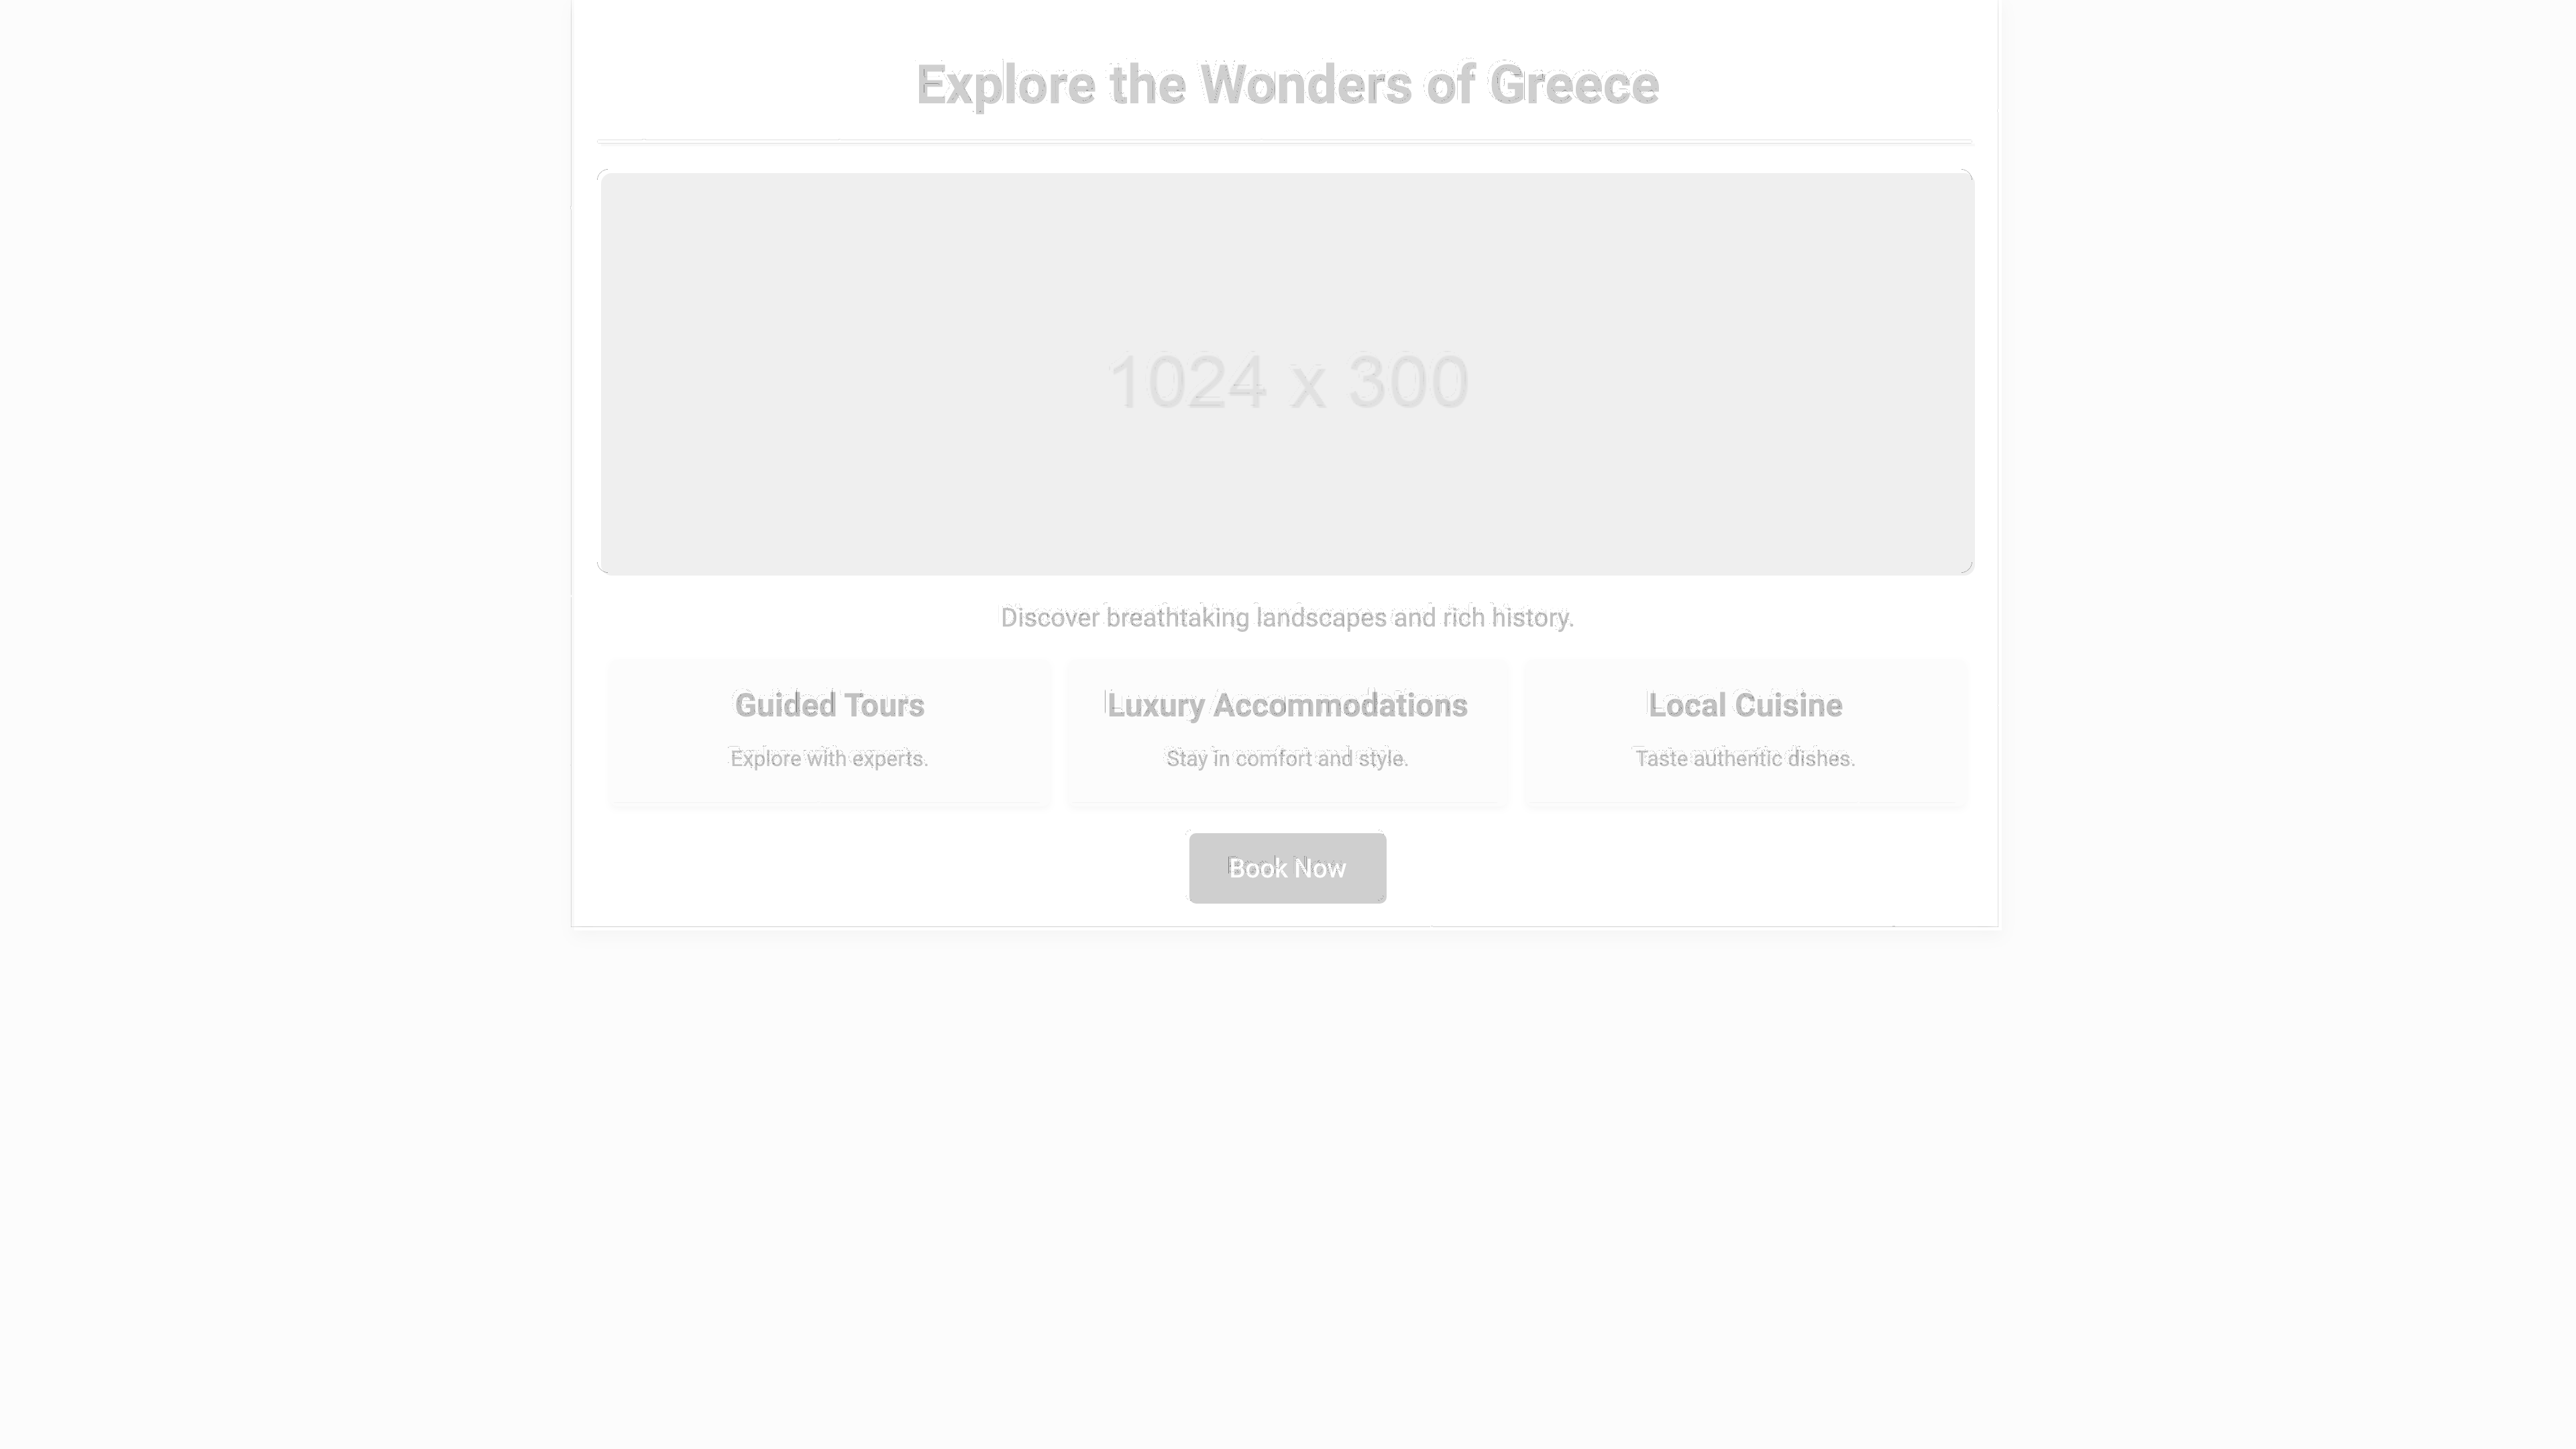 Explore the Wonders of Greece
1024 x 300
Discover breathtaking landscapes and rich history.
Guided Tours
Explore with experts.
Luxury Accommodations
Stay in comfort and style.
Local Cuisine
Taste authentic dishes.
Book Now